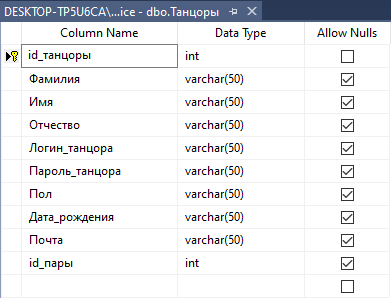 DESKTOP-TP5U6CA\...ice - dbo.Танцоры
Column Name Data Type Allow Nulls
id_танцоры int
Фамилия varchar(50)
Имя varchar(50)
Отчество varchar(50)
Логин_танцора varchar(50)
Пароль_танцора varchar(50)
Пол varchar(50)
Дата_рождения varchar(50)
Почта varchar(50)
id_пары int